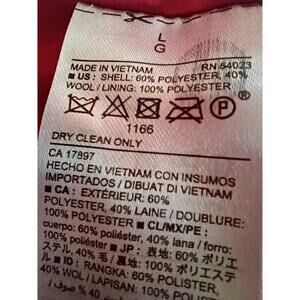 L
G
MADE IN VIETNAM RN 54023
■ US : SHELL: 60% POLYESTER, 40%
WOOL / LINING: 100% POLYESTER
P
1166
DRY CLEAN ONLY
CA 17897
HECHO EN VIETNAM CON INSUMOS
IMPORTADOS / DIBUAT DI VIETNAM
■ CA : EXTÉRIEUR: 60%
POLYESTER, 40% LAINE / DOUBLURE:
100% POLYESTER ■ CL/MX/PE:
cuerpo: 60% poliéster, 40% lana / forro:
100% poliéster ■ JP : 表地: 60% ポリエ
ステル, 40% 毛 / 裏地: 100% ポリエステ
ル ■ ID : RANGKA: 60% POLIESTER,
40% WOL / LAPISAN: 100%